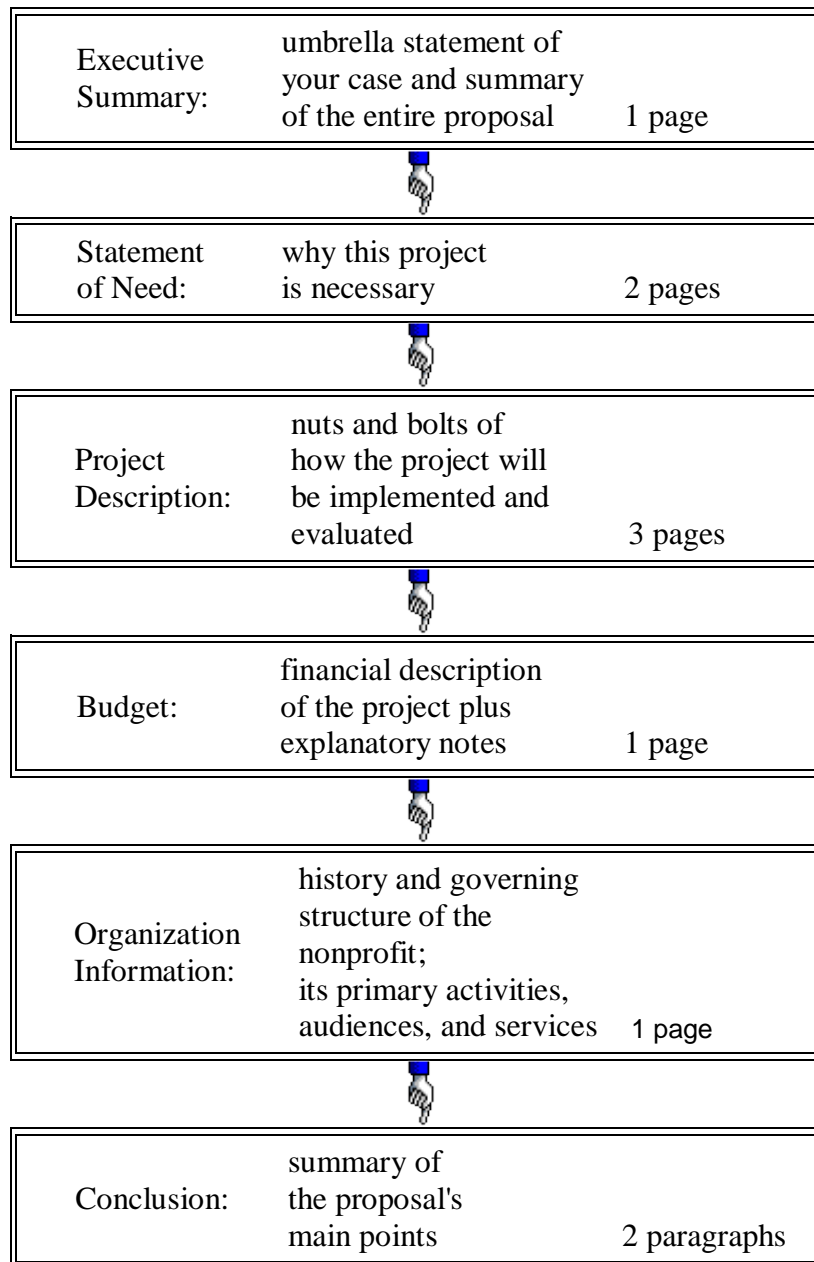 Executive Summary:
umbrella statement of
your case and summary
of the entire proposal 1 page
Statement of Need:
why this project
is necessary 2 pages
Project Description:
nuts and bolts of
how the project will
be implemented and
evaluated 3 pages
Budget:
financial description
of the project plus
explanatory notes 1 page
Organization Information:
history and governing
structure of the
nonprofit;
its primary activities,
audiences, and services 1 page
Conclusion:
summary of
the proposal's
main points 2 paragraphs